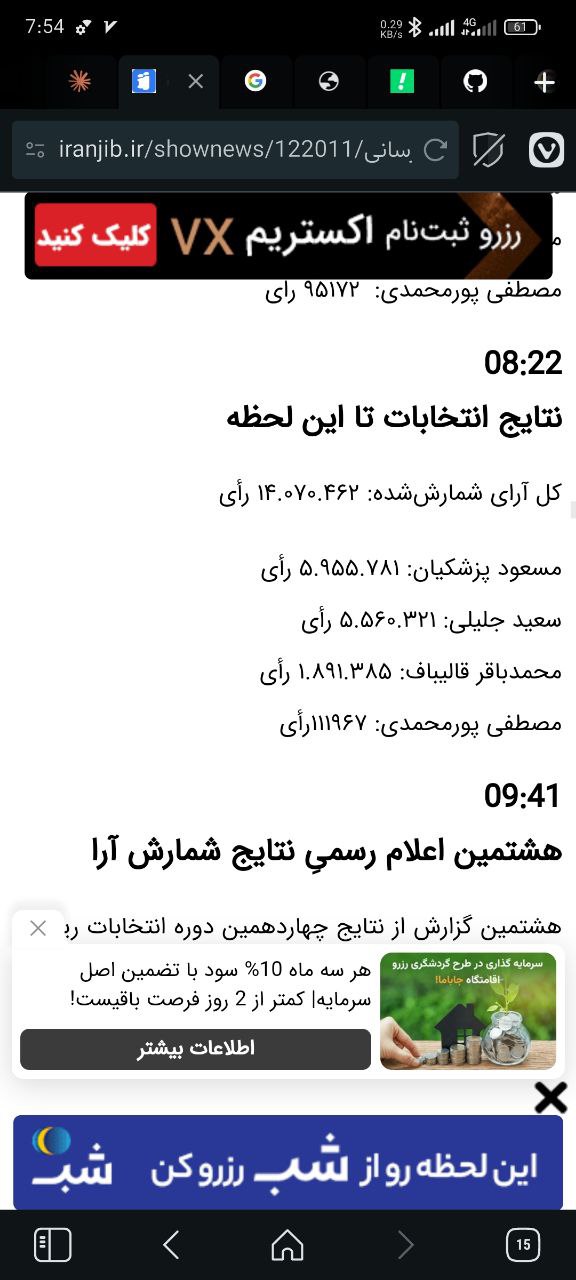 7:54
0.29 KB/s
4G
61
iranjib.ir/shownews/122011/سانی
رزرو ثبت‌نام اکستریم VX
کلیک کنید
مصطفی پورمحمدی: ۹۵۱۷۲ رای
08:22
نتایج انتخابات تا این لحظه
کل آرای شمارش‌شده: ۱۴.۰۷۰.۴۶۲ رأی
مسعود پزشکیان: ۵.۹۵۵.۷۸۱ رأی
سعید جلیلی: ۵.۵۶۰.۳۲۱ رأی
محمدباقر قالیباف: ۱.۸۹۱.۳۸۵ رأی
مصطفی پورمحمدی: ۱۱۱۹۶۷رأی
09:41
هشتمین اعلام رسمیِ نتایج شمارش آرا
هشتمین گزارش از نتایج چهاردهمین دوره انتخابات
سرمایه گذاری در طرح گردشگری رزرو
اقامتگاه جاباما!
هر سه ماه 10% سود با تضمین اصل
سرمایه| کمتر از 2 روز فرصت باقیست!
اطلاعات بیشتر
این لحظه رو از شب رزرو کن
شب
15